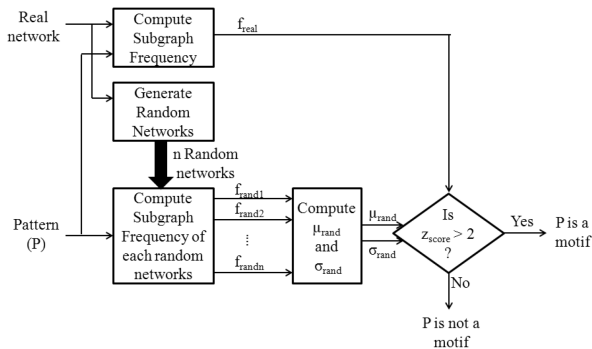 Real
network
Compute
Subgraph
Frequency
f_real
Generate
Random
Networks
n Random
networks
Pattern
(P)
Compute
Subgraph
Frequency of
each random
networks
f_rand1
f_rand2
....
f_randn
Compute
μ_rand
and
σ_rand
μ_rand
σ_rand
Is
z_score > 2
?
Yes
P is a
motif
No
P is not a
motif